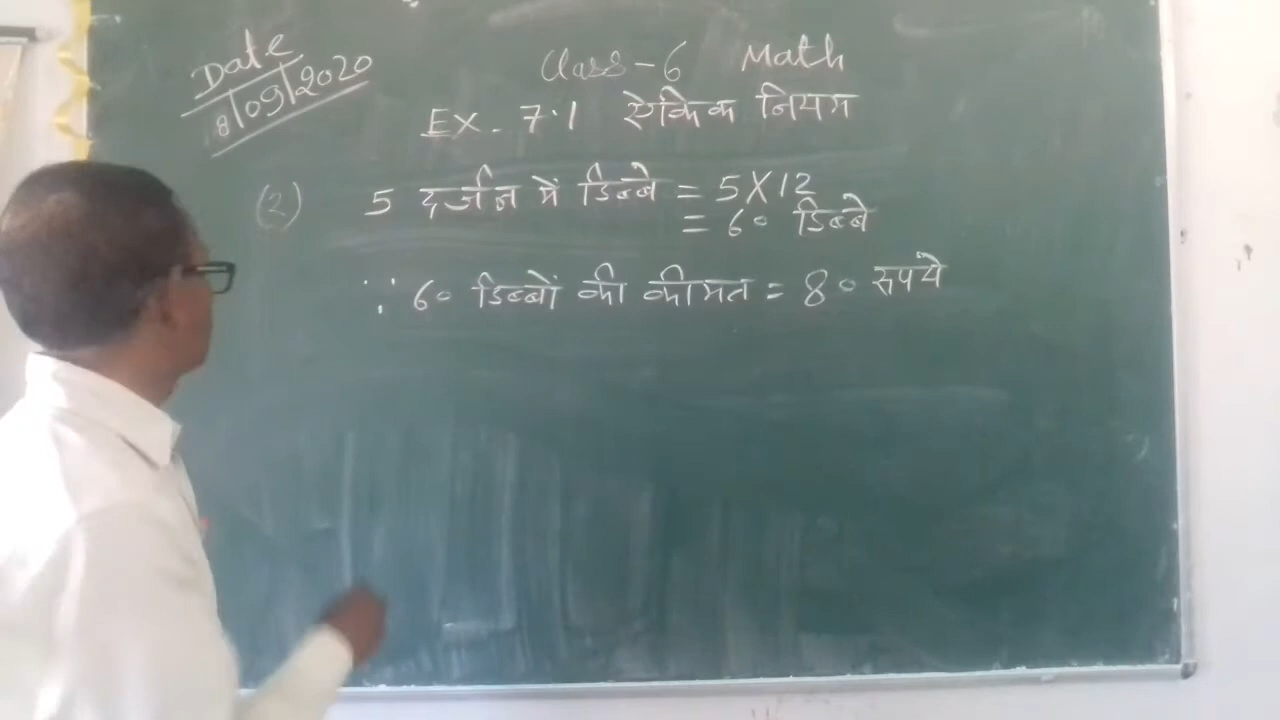 Date
8/09/2020
Class-6 Math
Ex. 7.1 ऐकिक नियम
(2) 5 दर्जन में डिब्बे = 5X12
= 60 डिब्बे
∵ 60 डिब्बों की कीमत = 80 रुपये